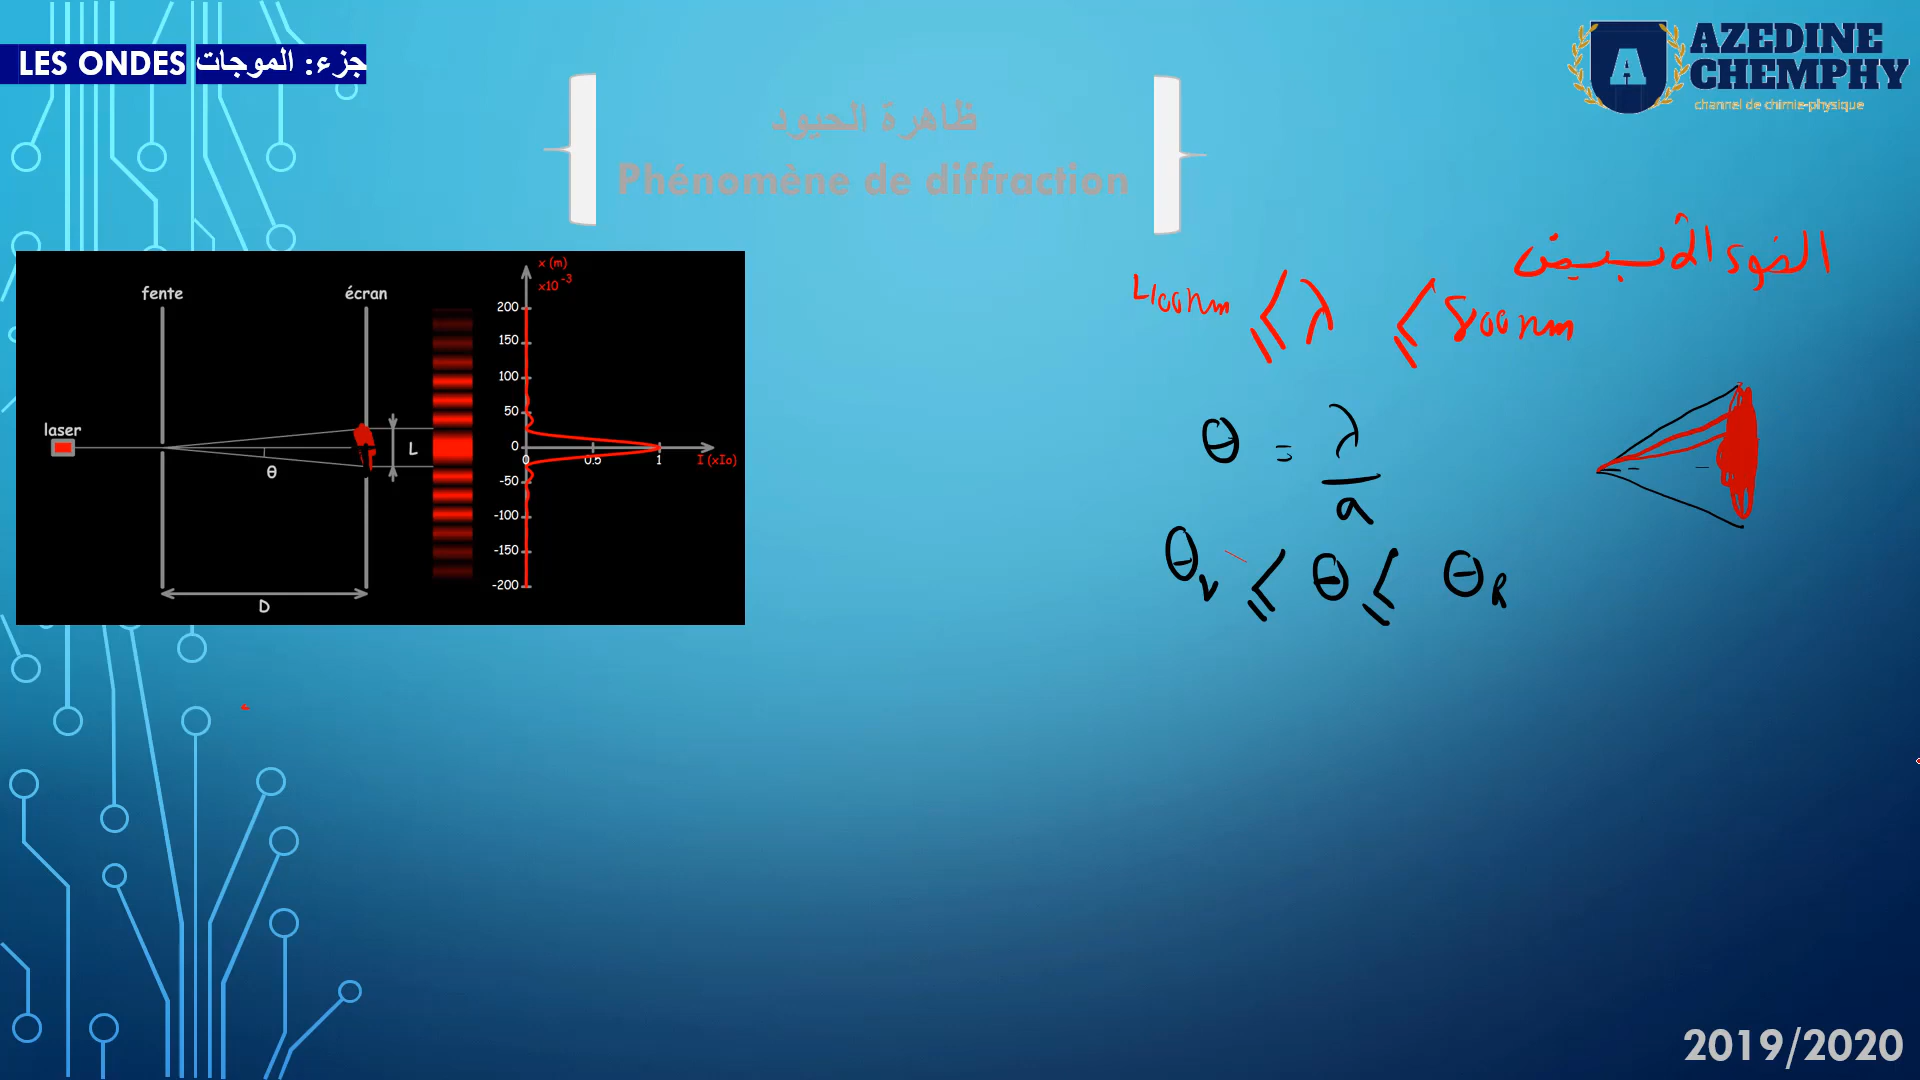 LES ONDES جزء: الموجات
AZEDINE
CHEMPHY
channel de chimie-physique
A
ظاهرة الحيود
Phénomène de diffraction
الضوء الأبيض
400nm ≤ λ ≤ 800nm
θ = λ/a
θv ≤ θ ≤ θR
fente
écran
laser
θ
L
D
x (m)
x10⁻³
200
150
100
50
0
-50
-100
-150
-200
0 0.5 1 I (xIo)
2019/2020